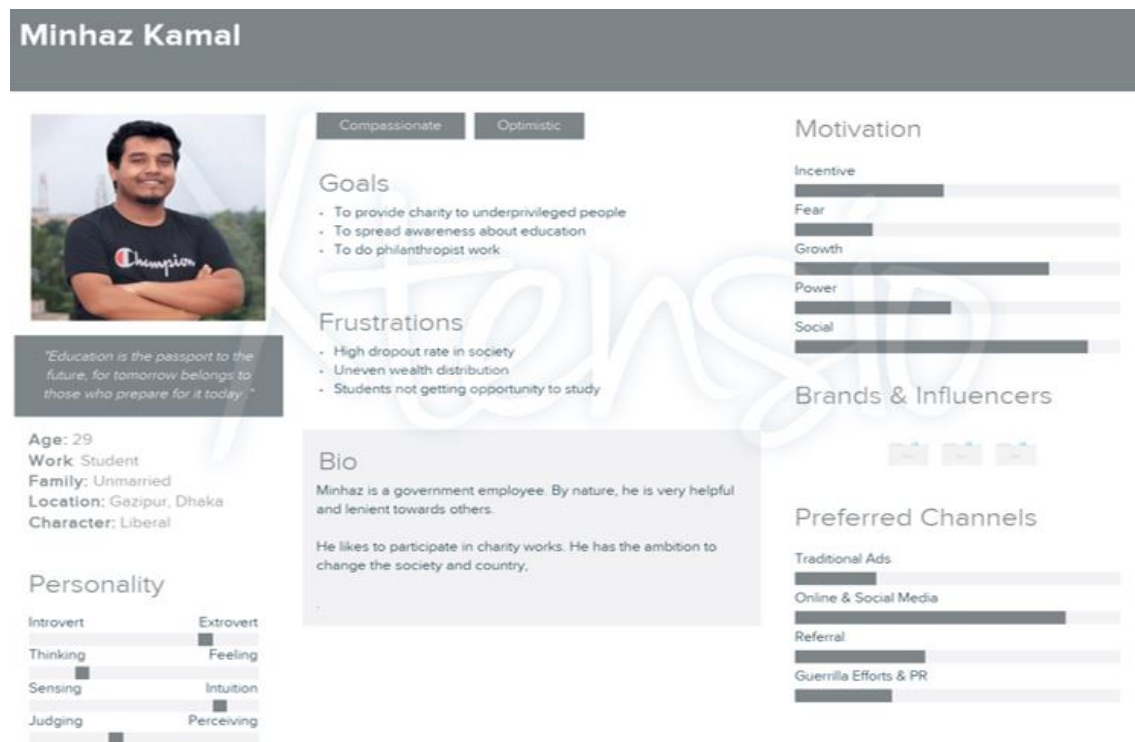 Minhaz Kamal
Champion
"Education is the passport to the
future, for tomorrow belongs to
those who prepare for it today ."
Age: 29
Work: Student
Family: Unmarried
Location: Gazipur, Dhaka
Character: Liberal
Personality
Introvert Extrovert
Thinking Feeling
Sensing Intuition
Judging Perceiving
Compassionate Optimistic
Goals
- To provide charity to underprivileged people
- To spread awareness about education
- To do philanthropist work
Frustrations
- High dropout rate in society
- Uneven wealth distribution
- Students not getting opportunity to study
Bio
Minhaz is a government employee. By nature, he is very helpful
and lenient towards others.
He likes to participate in charity works. He has the ambition to
change the society and country,
.
Motivation
Incentive
Fear
Growth
Power
Social
Brands & Influencers
Preferred Channels
Traditional Ads
Online & Social Media
Referral
Guerrilla Efforts & PR
Xtensio